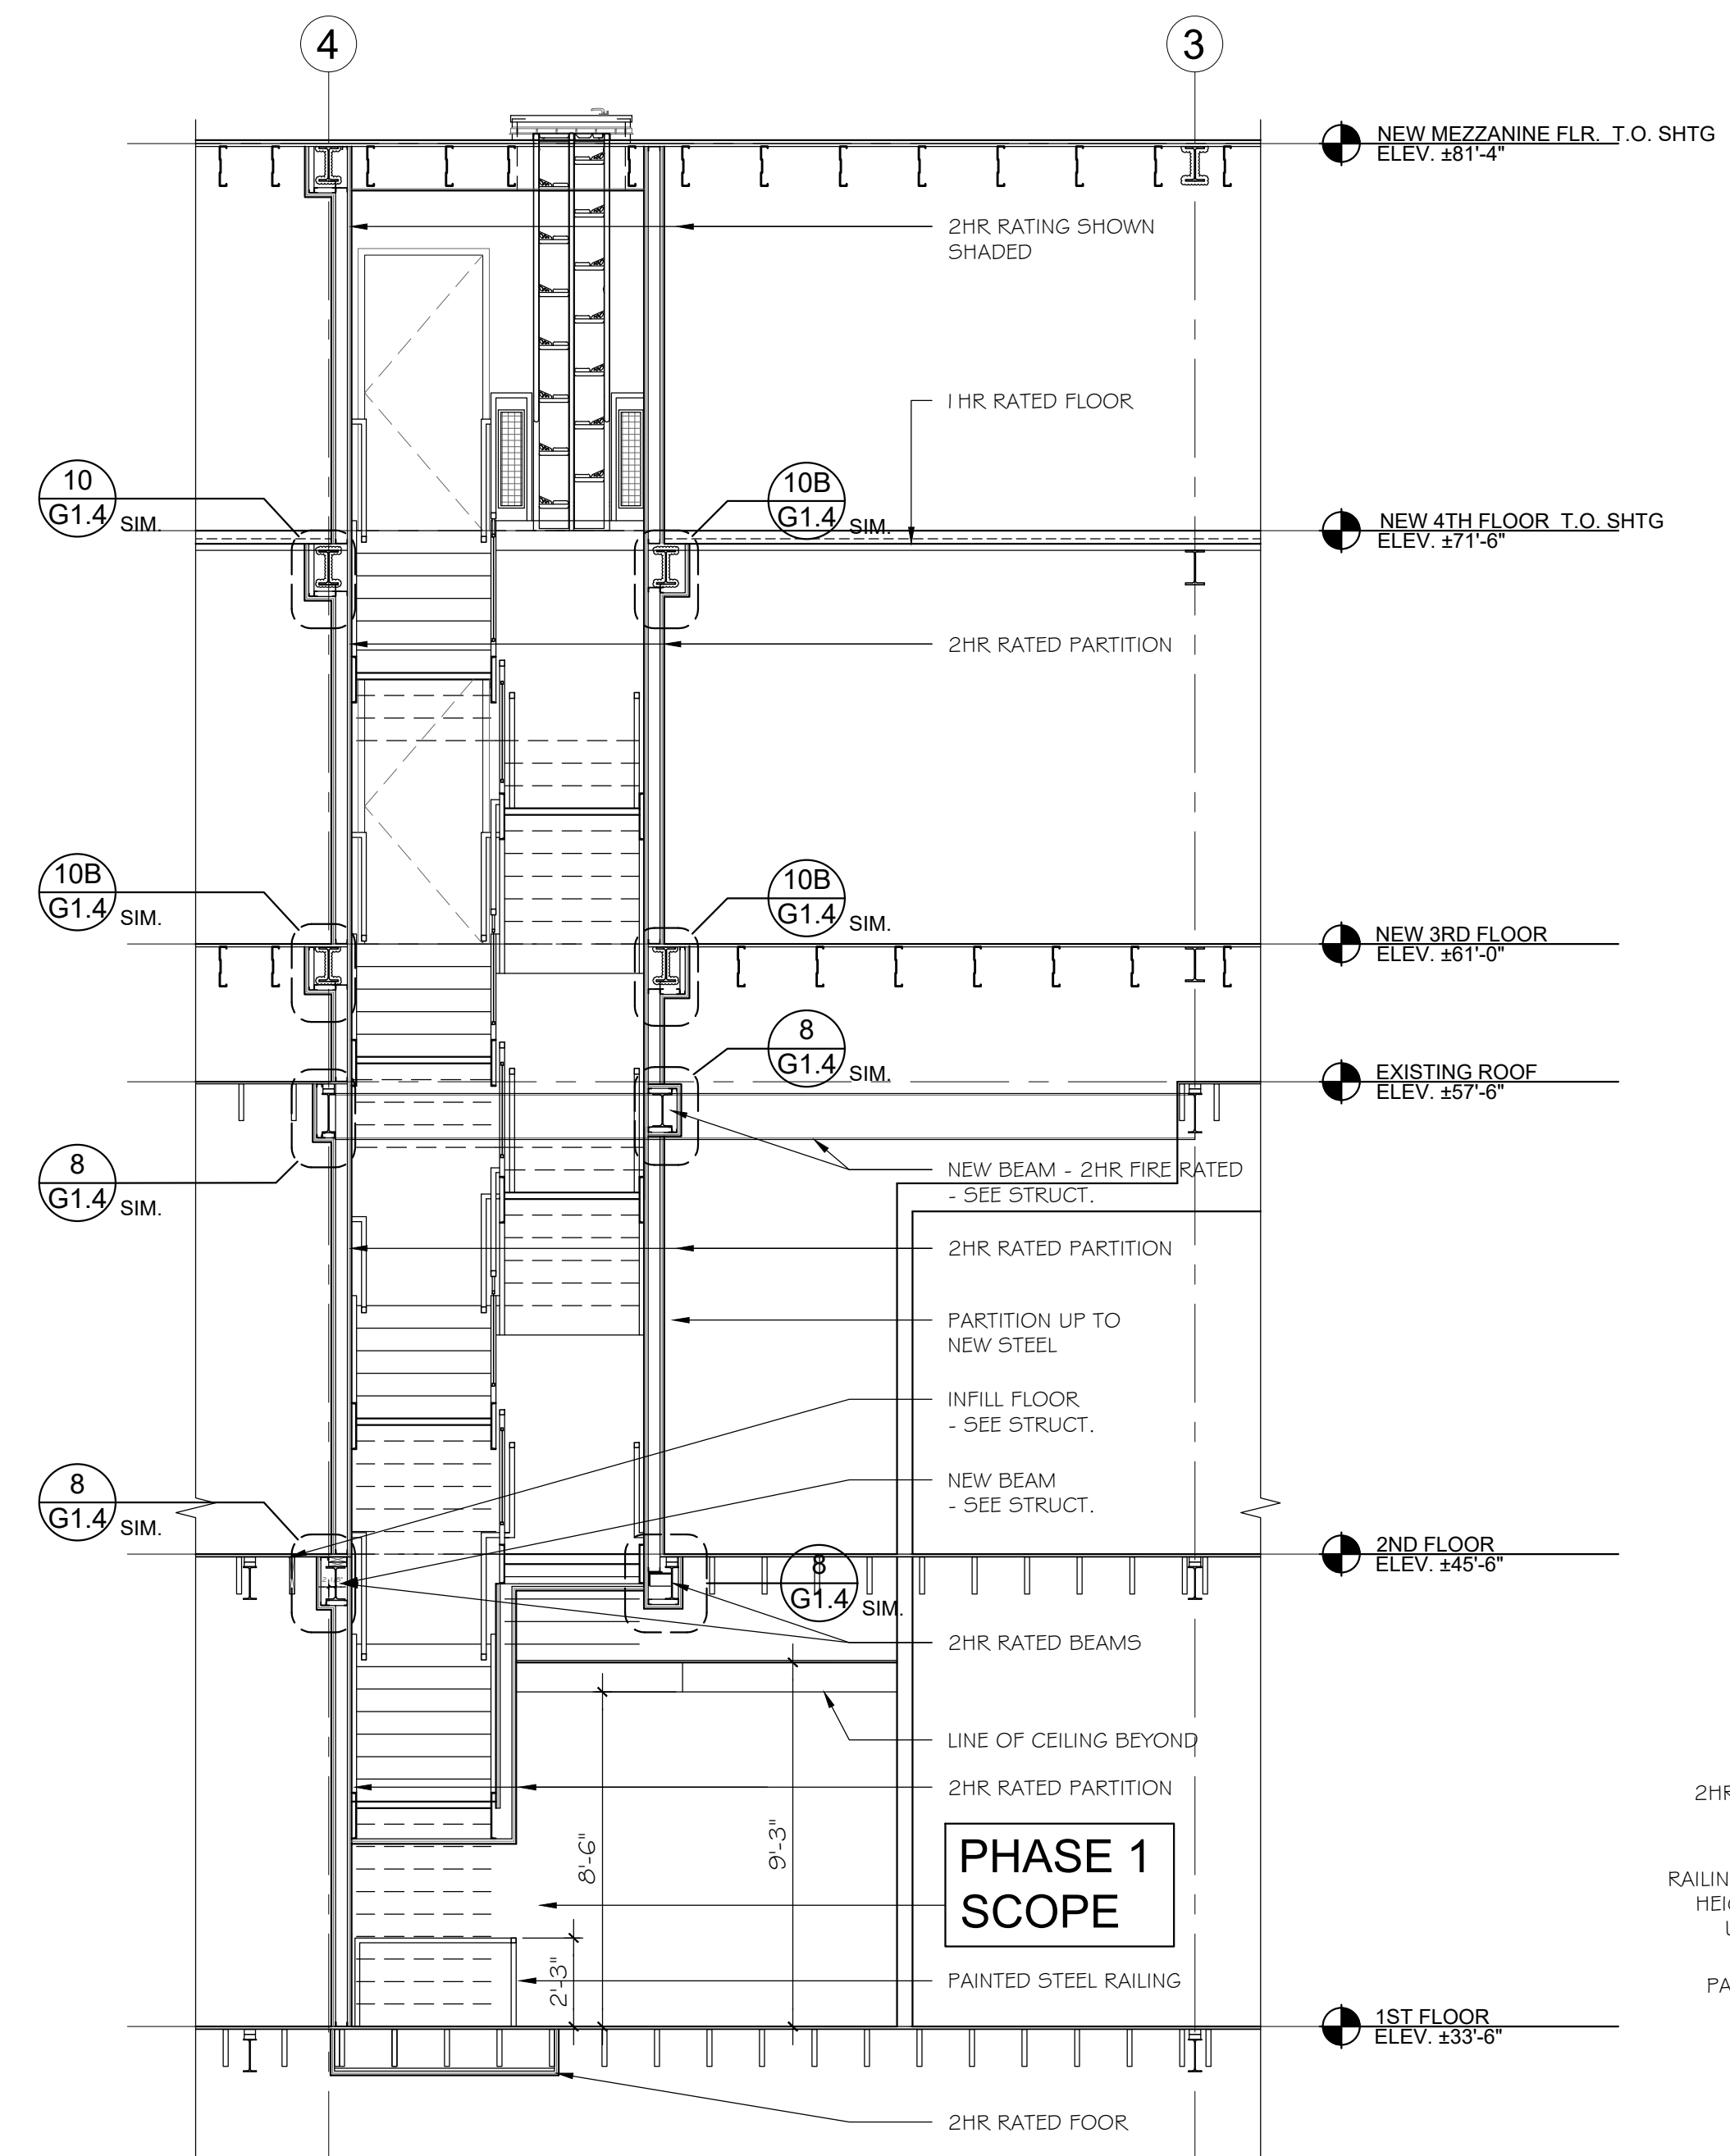 4
3
NEW MEZZANINE FLR. T.O. SHTG
ELEV. ±81'-4"
2HR RATING SHOWN
SHADED
1 HR RATED FLOOR
10
G1.4 SIM.
10B
G1.4 SIM.
NEW 4TH FLOOR T.O. SHTG
ELEV. ±71'-6"
2HR RATED PARTITION
10B
G1.4 SIM.
10B
G1.4 SIM.
NEW 3RD FLOOR
ELEV. ±61'-0"
8
G1.4 SIM.
EXISTING ROOF
ELEV. ±57'-6"
8
G1.4 SIM.
NEW BEAM - 2HR FIRE RATED
- SEE STRUCT.
2HR RATED PARTITION
PARTITION UP TO
NEW STEEL
INFILL FLOOR
- SEE STRUCT.
8
G1.4 SIM.
NEW BEAM
- SEE STRUCT.
2ND FLOOR
ELEV. ±45'-6"
8
G1.4 SIM.
2HR RATED BEAMS
LINE OF CEILING BEYOND
2HR RATED PARTITION
2HR
8'-6"
9'-3"
PHASE 1
SCOPE
RAILIN
HEI
2'-3"
PAINTED STEEL RAILING
PA
1ST FLOOR
ELEV. ±33'-6"
2HR RATED FOOR